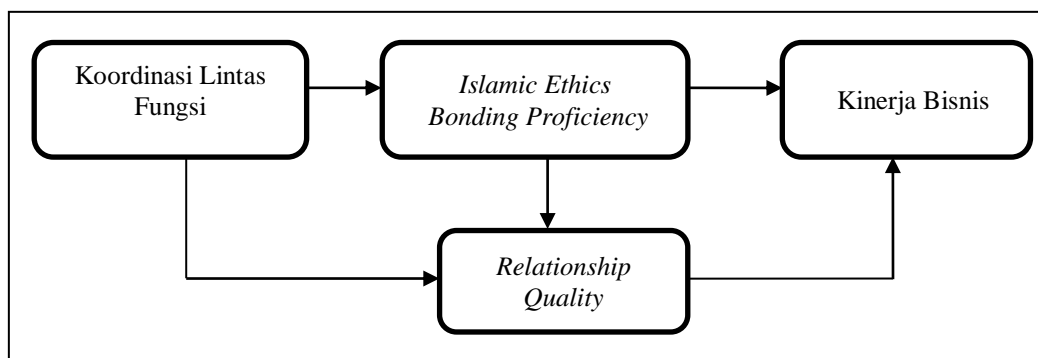 Koordinasi Lintas
Fungsi
Islamic Ethics
Bonding Proficiency
Kinerja Bisnis
Relationship
Quality